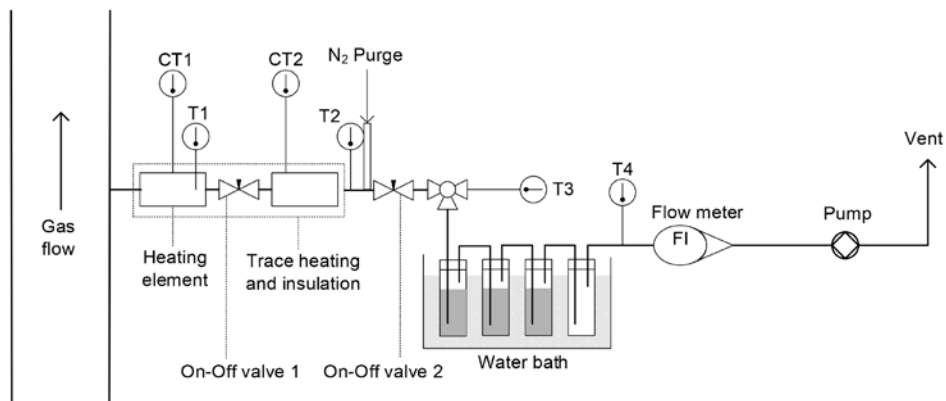 N₂ Purge
CT1
CT2
T1
T2
T3
T4
Vent
Flow meter
Pump
FI
Gas
flow
Heating
element
Trace heating
and insulation
Water bath
On-Off valve 1
On-Off valve 2